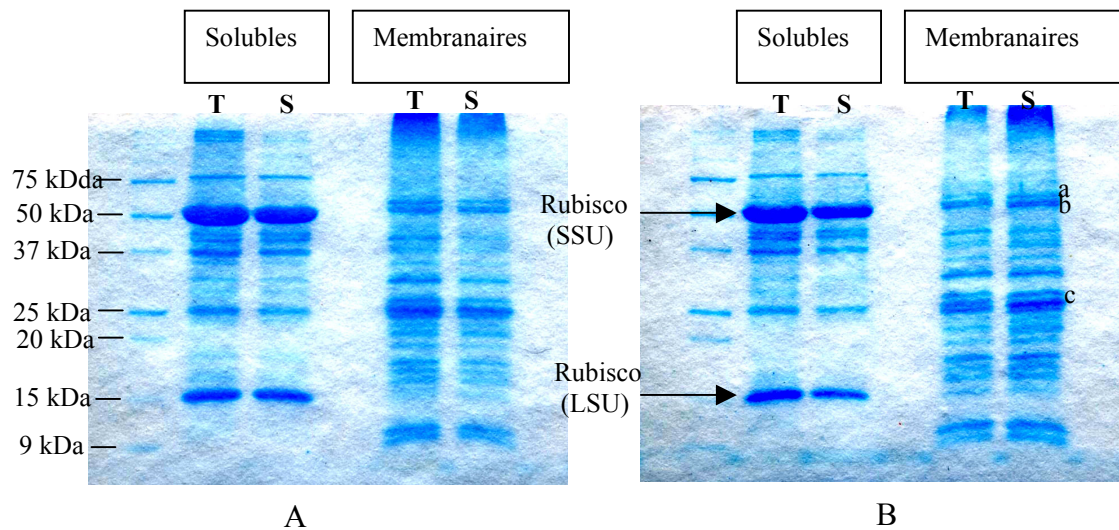 Solubles
Membranaires
Solubles
Membranaires
T
S
T
S
T
S
T
S
75 kDda
50 kDa
37 kDa
25 kDa
20 kDa
15 kDa
9 kDa
Rubisco
(SSU)
Rubisco
(LSU)
a
b
c
A
B